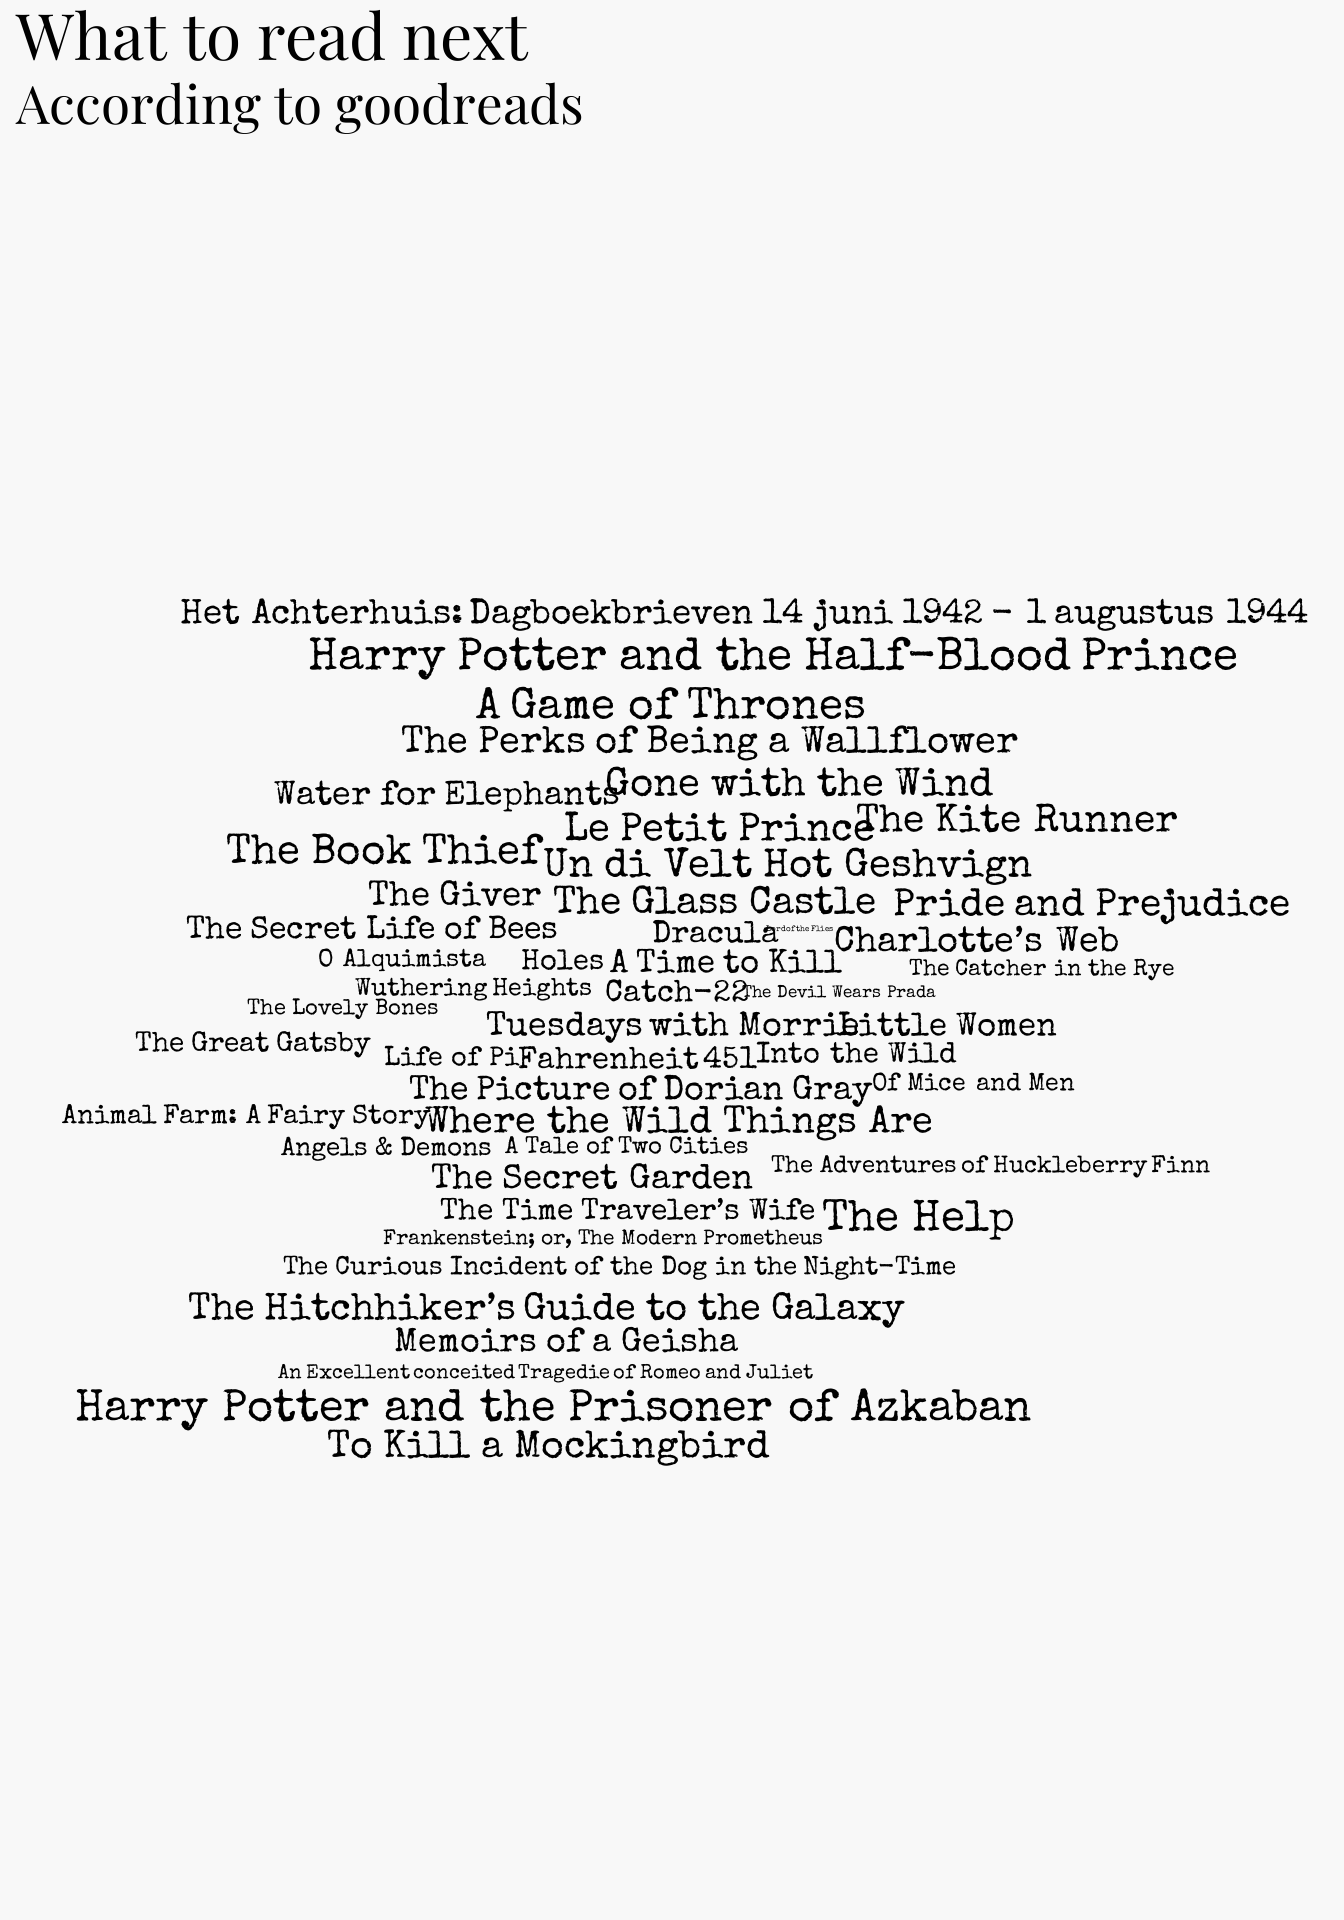 What to read next
According to goodreads
Het Achterhuis: Dagboekbrieven 14 juni 1942 - 1 augustus 1944
Harry Potter and the Half-Blood Prince
A Game of Thrones
The Perks of Being a Wallflower
Water for Elephants Gone with the Wind
Le Petit Prince The Kite Runner
The Book Thief Un di Velt Hot Geshvign
The Giver The Glass Castle Pride and Prejudice
The Secret Life of Bees Dracula Lord of the Flies Charlotte's Web
O Alquimista Holes A Time to Kill The Catcher in the Rye
Wuthering Heights Catch-22 The Devil Wears Prada
The Lovely Bones
Tuesdays with Morrie Little Women
The Great Gatsby Life of Pi Fahrenheit 451 Into the Wild
The Picture of Dorian Gray Of Mice and Men
Animal Farm: A Fairy Story Where the Wild Things Are
Angels & Demons A Tale of Two Cities
The Secret Garden The Adventures of Huckleberry Finn
The Time Traveler's Wife The Help
Frankenstein; or, The Modern Prometheus
The Curious Incident of the Dog in the Night-Time
The Hitchhiker's Guide to the Galaxy
Memoirs of a Geisha
An Excellent conceited Tragedie of Romeo and Juliet
Harry Potter and the Prisoner of Azkaban
To Kill a Mockingbird